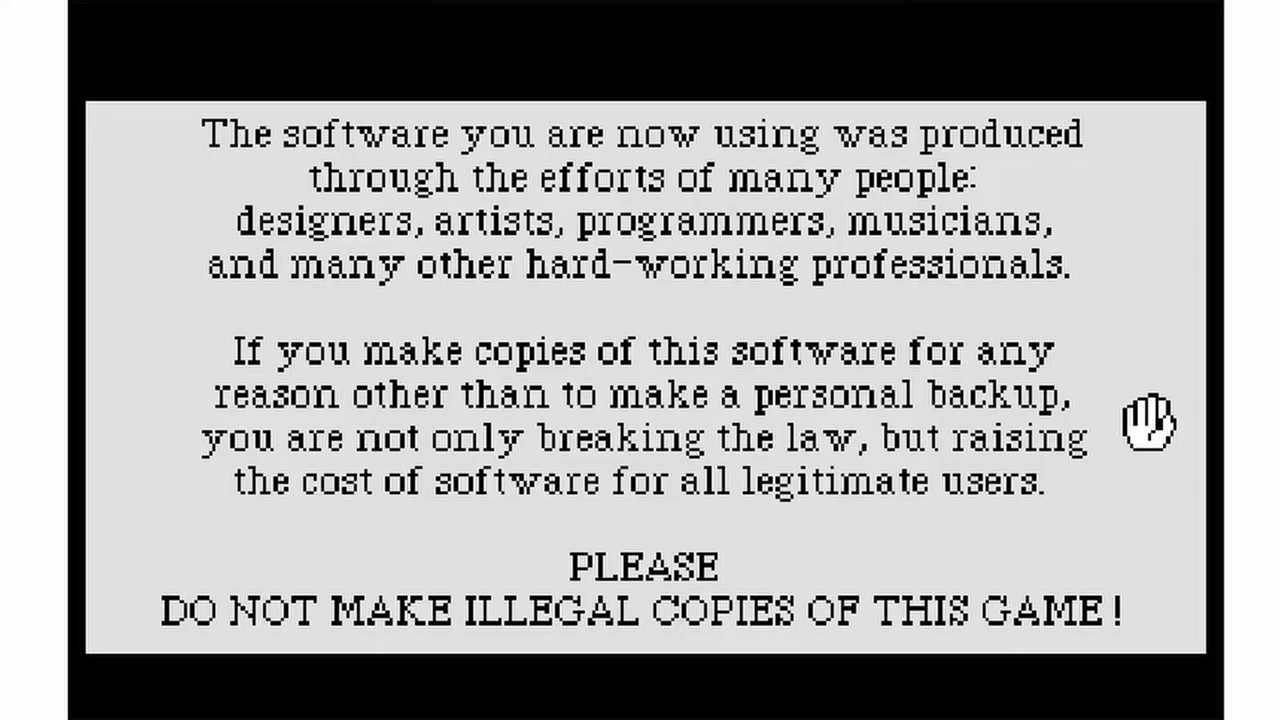 The software you are now using was produced
through the efforts of many people:
designers, artists, programmers, musicians,
and many other hard-working professionals.
If you make copies of this software for any
reason other than to make a personal backup,
you are not only breaking the law, but raising
the cost of software for all legitimate users.
PLEASE
DO NOT MAKE ILLEGAL COPIES OF THIS GAME!